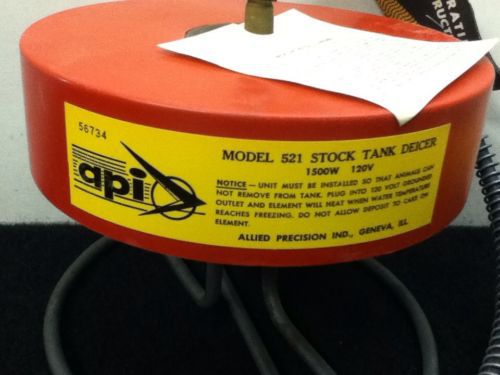 56734
api
MODEL 521 STOCK TANK DEICER
1500W 120V
NOTICE – UNIT MUST BE INSTALLED SO THAT ANIMALS CAN
NOT REMOVE FROM TANK. PLUG INTO 120 VOLT GROUNDED
OUTLET AND ELEMENT WILL HEAT WHEN WATER TEMPERATURE
REACHES FREEZING. DO NOT ALLOW DEPOSIT TO CAKE ON
ELEMENT.
ALLIED PRECISION IND., GENEVA, ILL.